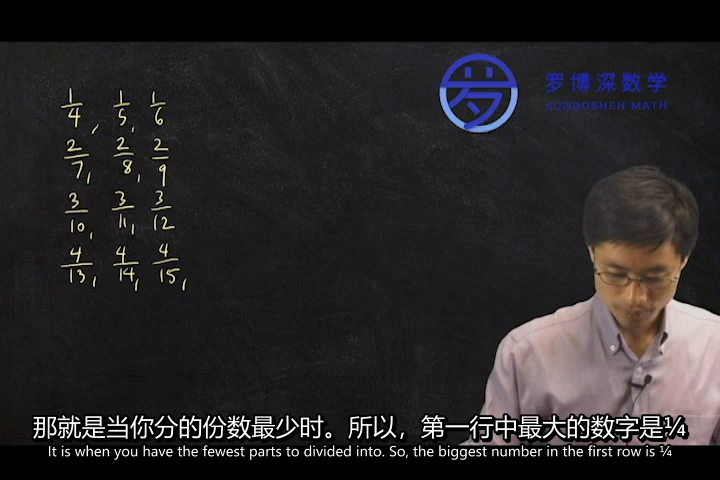 罗博深数学
LUOBOSHEN MATH
1/4, 1/5, 1/6
2/7, 2/8, 2/9
3/10, 3/11, 3/12
4/13, 4/14, 4/15,
那就是当你分的份数最少时。所以，第一行中最大的数字是¼
It is when you have the fewest parts to divided into. So, the biggest number in the first row is ¼